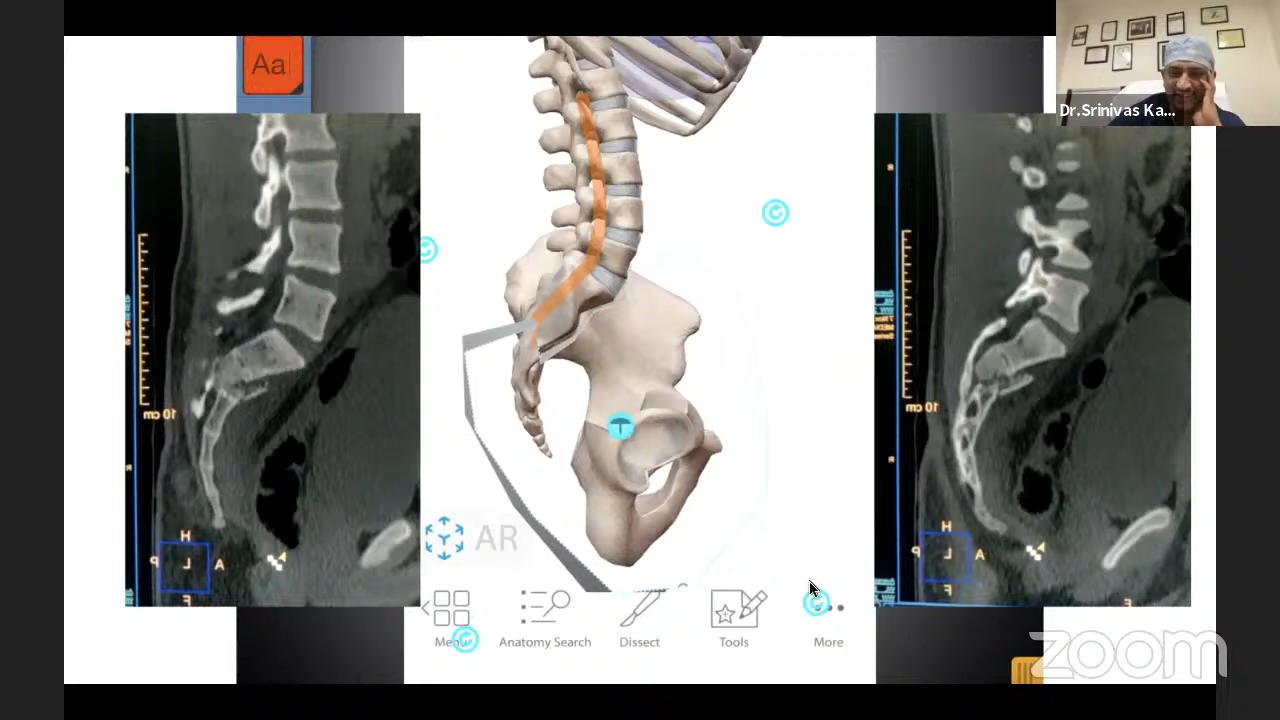 Aa
Dr.Srinivas Ka...
10 cm
10 cm
AR
H
P
L
A
F
H
P
L
A
F
Menu
Anatomy Search
Dissect
Tools
More
zoom